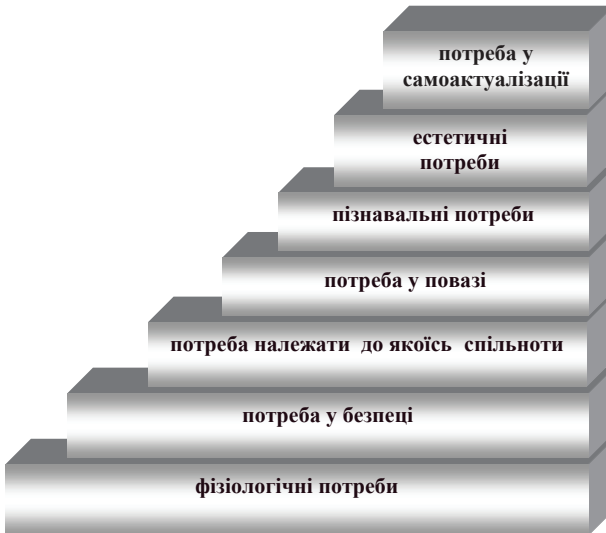 потреба у
самоактуалізації
естетичні
потреби
пізнавальні потреби
потреба у повазі
потреба належати до якоїсь спільноти
потреба у безпеці
фізіологічні потреби